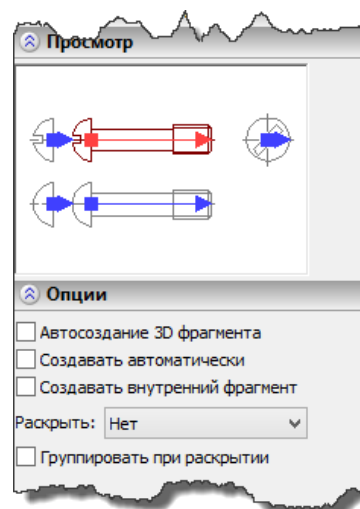 Просмотр
Опции
Автосоздание 3D фрагмента
Создавать автоматически
Создавать внутренний фрагмент
Раскрыть: Нет
Группировать при раскрытии